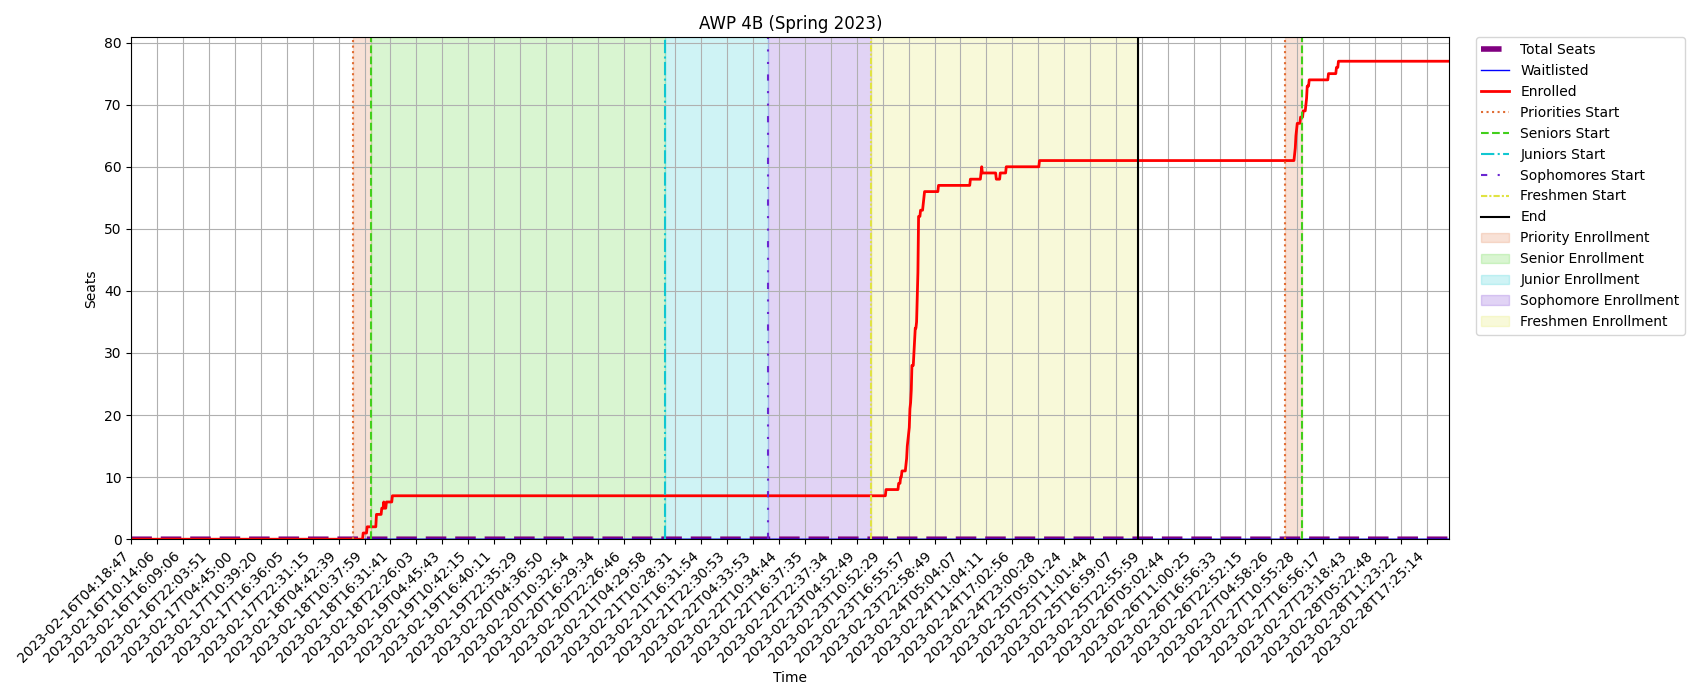 AWP 4B (Spring 2023)
80
70
60
50
40
30
20
10
0
Seats
2023-02-16T04:18:47
2023-02-16T10:14:06
2023-02-16T16:09:06
2023-02-16T22:03:51
2023-02-17T04:45:00
2023-02-17T10:39:20
2023-02-17T16:36:05
2023-02-17T22:31:15
2023-02-18T04:42:39
2023-02-18T10:37:59
2023-02-18T16:31:41
2023-02-18T22:26:03
2023-02-19T04:45:43
2023-02-19T10:42:15
2023-02-19T16:40:11
2023-02-19T22:35:29
2023-02-20T04:36:50
2023-02-20T10:32:54
2023-02-20T16:29:34
2023-02-20T22:26:46
2023-02-21T04:29:58
2023-02-21T10:28:31
2023-02-21T16:31:54
2023-02-21T22:30:53
2023-02-22T04:33:53
2023-02-22T10:34:44
2023-02-22T16:37:35
2023-02-22T22:37:34
2023-02-23T04:52:49
2023-02-23T10:52:29
2023-02-23T16:55:57
2023-02-23T22:58:49
2023-02-24T05:04:07
2023-02-24T11:04:11
2023-02-24T17:02:56
2023-02-24T23:00:28
2023-02-25T05:01:24
2023-02-25T11:01:44
2023-02-25T16:59:07
2023-02-25T22:55:59
2023-02-26T05:02:44
2023-02-26T11:00:25
2023-02-26T16:56:33
2023-02-26T22:52:15
2023-02-27T04:58:26
2023-02-27T10:55:28
2023-02-27T16:56:17
2023-02-27T23:18:43
2023-02-28T05:22:48
2023-02-28T11:23:22
2023-02-28T17:25:14
Time
Total Seats
Waitlisted
Enrolled
Priorities Start
Seniors Start
Juniors Start
Sophomores Start
Freshmen Start
End
Priority Enrollment
Senior Enrollment
Junior Enrollment
Sophomore Enrollment
Freshmen Enrollment